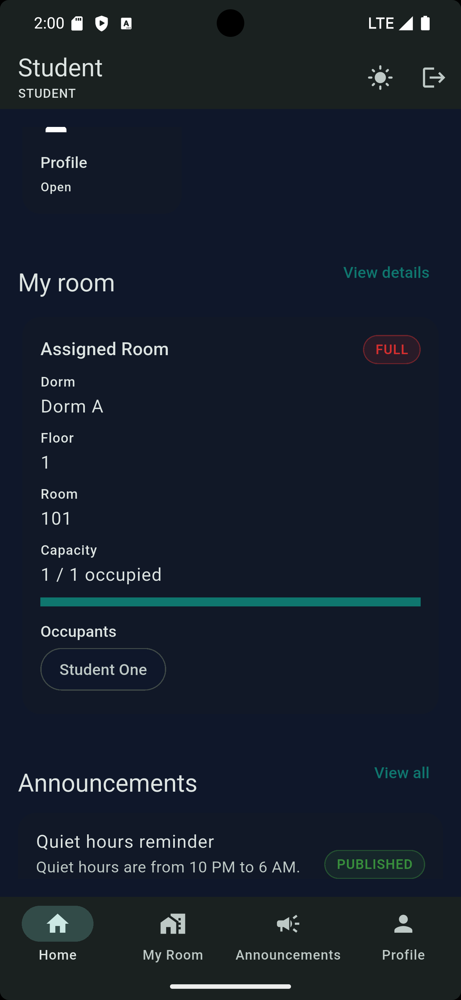 2:00
LTE
Student
STUDENT
Profile
Open
My room
View details
Assigned Room
FULL
Dorm
Dorm A
Floor
1
Room
101
Capacity
1 / 1 occupied
Occupants
Student One
Announcements
View all
Quiet hours reminder
Quiet hours are from 10 PM to 6 AM.
PUBLISHED
Home
My Room
Announcements
Profile